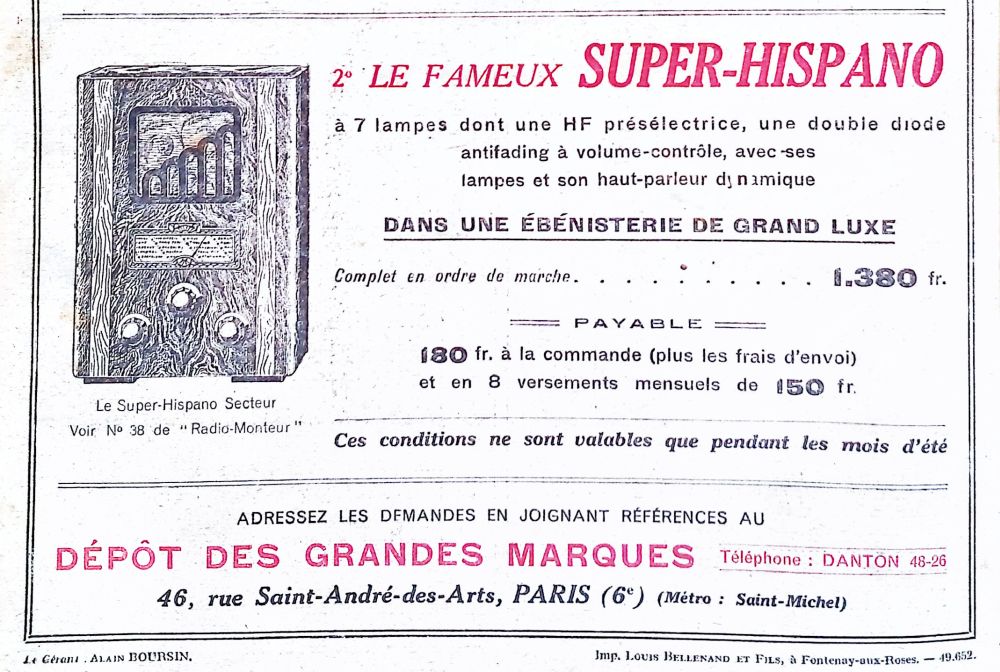 2° LE FAMEUX SUPER-HISPANO
à 7 lampes dont une HF présélectrice, une double diode
antifading à volume-contrôle, avec ses
lampes et son haut-parleur dynamique
DANS UNE ÉBÉNISTERIE DE GRAND LUXE
Complet en ordre de marche. . . . . . . . . . 1.380 fr.
PAYABLE
180 fr. à la commande (plus les frais d'envoi)
et en 8 versements mensuels de 150 fr.
Le Super-Hispano Secteur
Voir N° 38 de "Radio-Monteur"
Ces conditions ne sont valables que pendant les mois d'été
ADRESSEZ LES DEMANDES EN JOIGNANT RÉFÉRENCES AU
DÉPÔT DES GRANDES MARQUES Téléphone : DANTON 48-26
46, rue Saint-André-des-Arts, PARIS (6e) (Métro : Saint-Michel)
Le Gérant : ALAIN BOURSIN. Imp. LOUIS BELLENAND ET FILS, à Fontenay-aux-Roses. — 49.652.